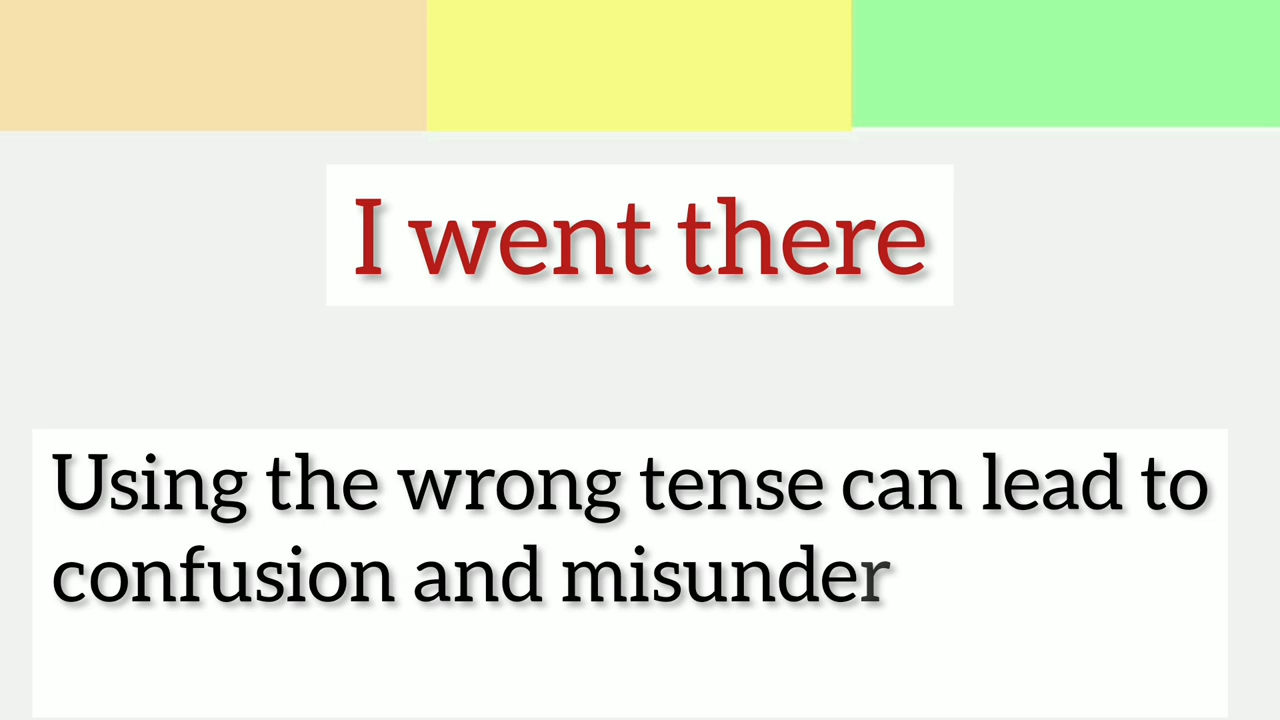 I went there
Using the wrong tense can lead to
confusion and misunder